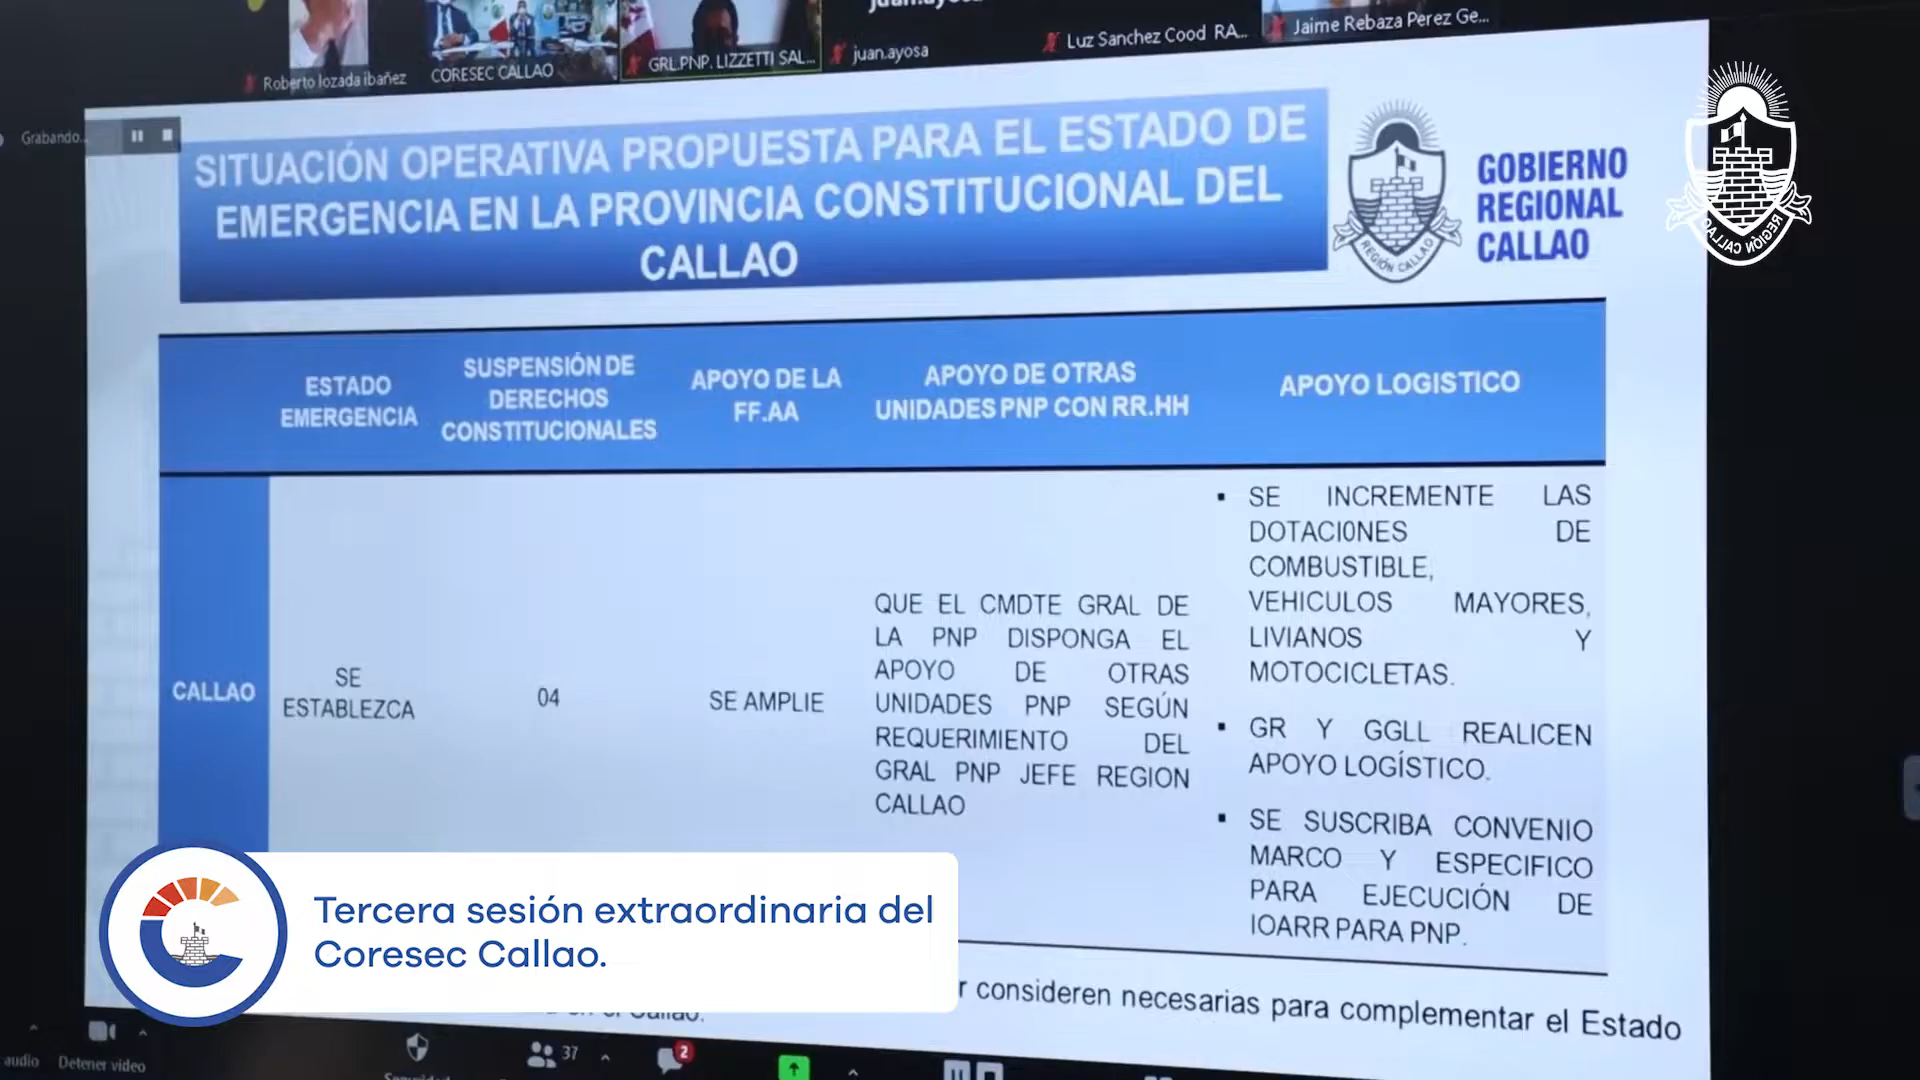 Roberto lozada ibañez
CORESEC CALLAO
GRL.PNP. LIZZETTI SAL...
juan.ayosa
Luz Sanchez Cood RA...
Jaime Rebaza Perez Ge...
Grabando...
SITUACIÓN OPERATIVA PROPUESTA PARA EL ESTADO DE
EMERGENCIA EN LA PROVINCIA CONSTITUCIONAL DEL
CALLAO
REGIÓN CALLAO
GOBIERNO
REGIONAL
CALLAO
REGIÓN CALLAO
ESTADO
EMERGENCIA
SUSPENSIÓN DE
DERECHOS
CONSTITUCIONALES
APOYO DE LA
FF.AA
APOYO DE OTRAS
UNIDADES PNP CON RR.HH
APOYO LOGISTICO
CALLAO
SE
ESTABLEZCA
04
SE AMPLIE
QUE EL CMDTE GRAL DE
LA PNP DISPONGA EL
APOYO DE OTRAS
UNIDADES PNP SEGÚN
REQUERIMIENTO DEL
GRAL PNP JEFE REGION
CALLAO
▪ SE INCREMENTE LAS
DOTACI0NES DE
COMBUSTIBLE,
VEHICULOS MAYORES,
LIVIANOS Y
MOTOCICLETAS.
▪ GR Y GGLL REALICEN
APOYO LOGÍSTICO.
▪ SE SUSCRIBA CONVENIO
MARCO Y ESPECIFICO
PARA EJECUCIÓN DE
IOARR PARA PNP.
Tercera sesión extraordinaria del
Coresec Callao.
r consideren necesarias para complementar el Estado
audio
Detener video
37
2